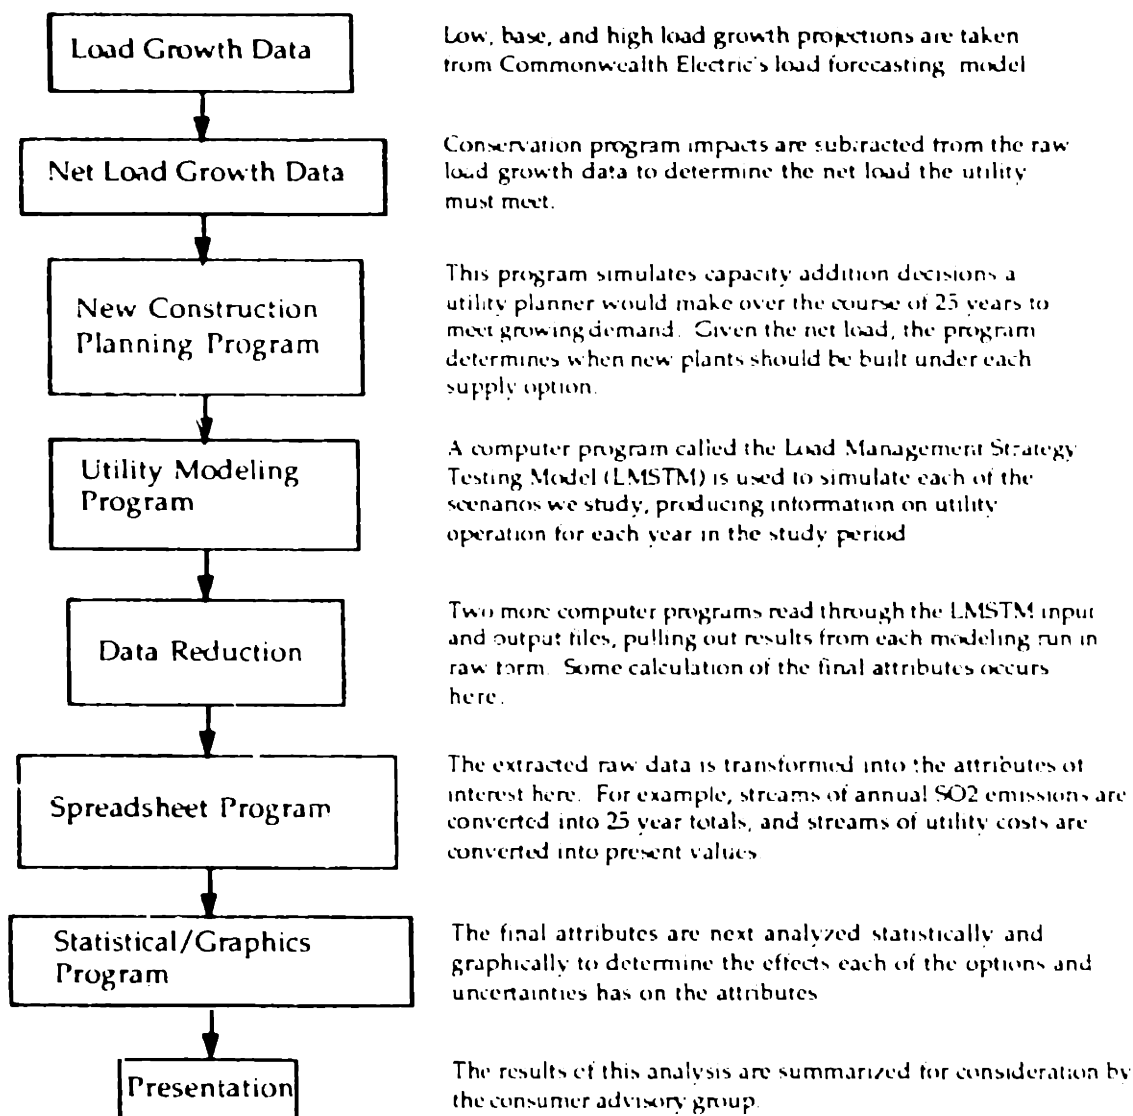 Load Growth Data
Low, base, and high load growth projections are taken
from Commonwealth Electric's load forecasting model
Net Load Growth Data
Conservation program impacts are subtracted from the raw
load growth data to determine the net load the utility
must meet.
New Construction
Planning Program
This program simulates capacity addition decisions a
utility planner would make over the course of 25 years to
meet growing demand. Given the net load, the program
determines when new plants should be built under each
supply option.
Utility Modeling
Program
A computer program called the Load Management Strategy
Testing Model (LMSTM) is used to simulate each of the
scenarios we study, producing information on utility
operation for each year in the study period
Data Reduction
Two more computer programs read through the LMSTM input
and output files, pulling out results from each modeling run in
raw form. Some calculation of the final attributes occurs
here.
Spreadsheet Program
The extracted raw data is transformed into the attributes of
interest here. For example, streams of annual SO2 emissions are
converted into 25 year totals, and streams of utility costs are
converted into present values.
Statistical/Graphics
Program
The final attributes are next analyzed statistically and
graphically to determine the effects each of the options and
uncertainties has on the attributes
Presentation
The results of this analysis are summarized for consideration by
the consumer advisory group.